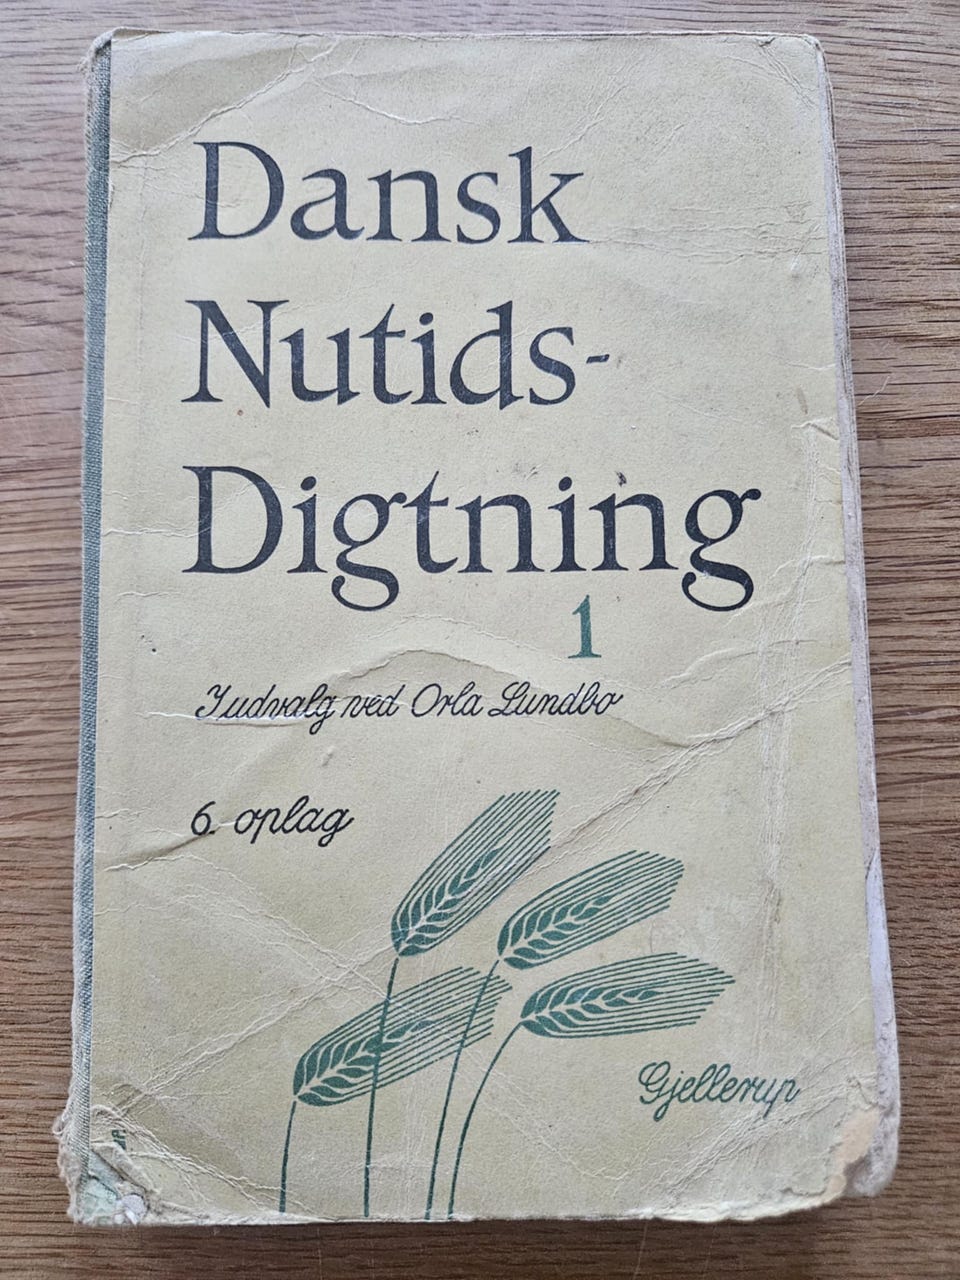 Dansk
Nutids-
Digtning
1
I udvalg ved Orla Lundbo
6. oplag
Gjellerup